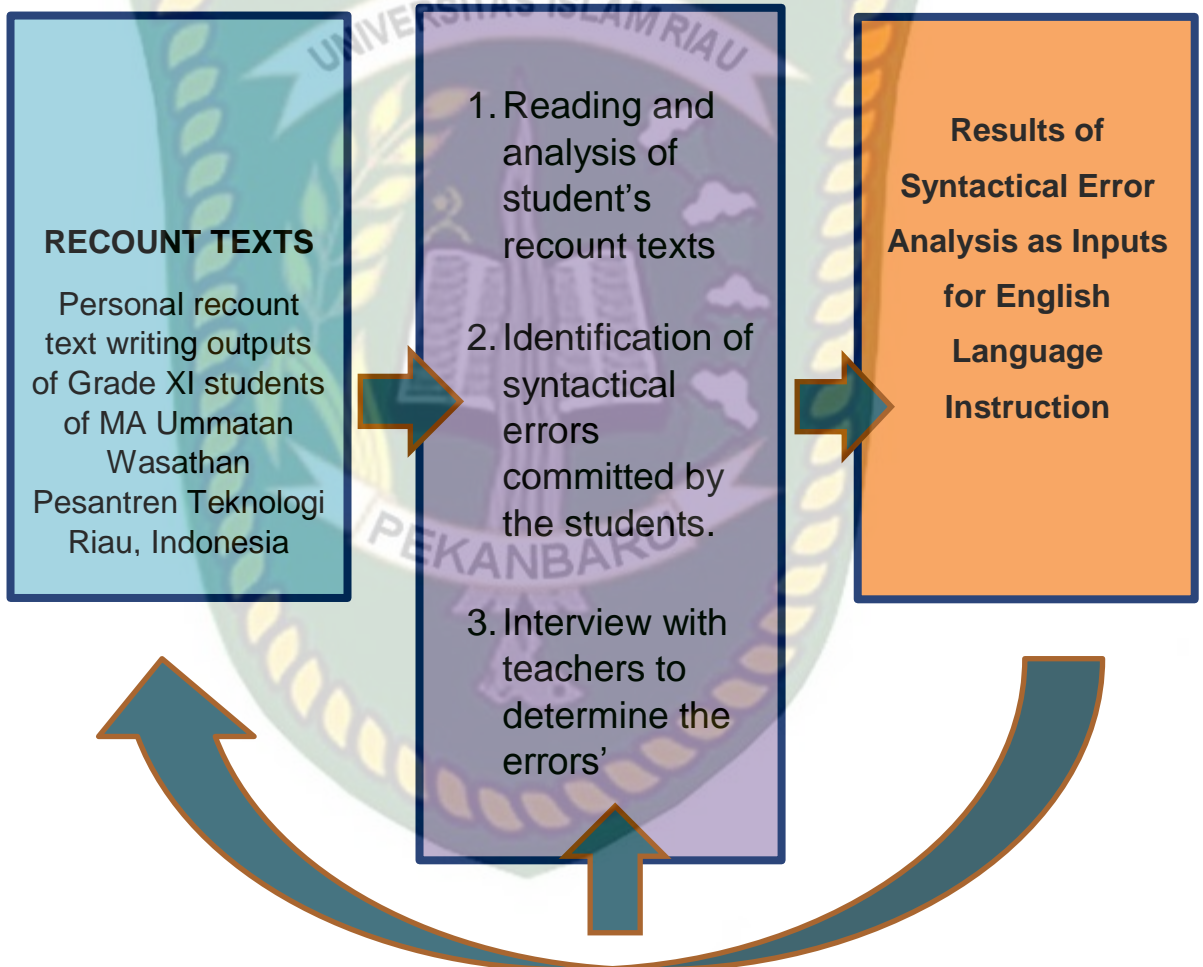 UNIVERSITAS ISLAM RIAU
RECOUNT TEXTS
Personal recount
text writing outputs
of Grade XI students
of MA Ummatan
Wasathan
Pesantren Teknologi
Riau, Indonesia
1. Reading and
analysis of
student’s
recount texts
2. Identification of
syntactical
errors
committed by
the students.
3. Interview with
teachers to
determine the
errors’
PEKANBARU
Results of
Syntactical Error
Analysis as Inputs
for English
Language
Instruction